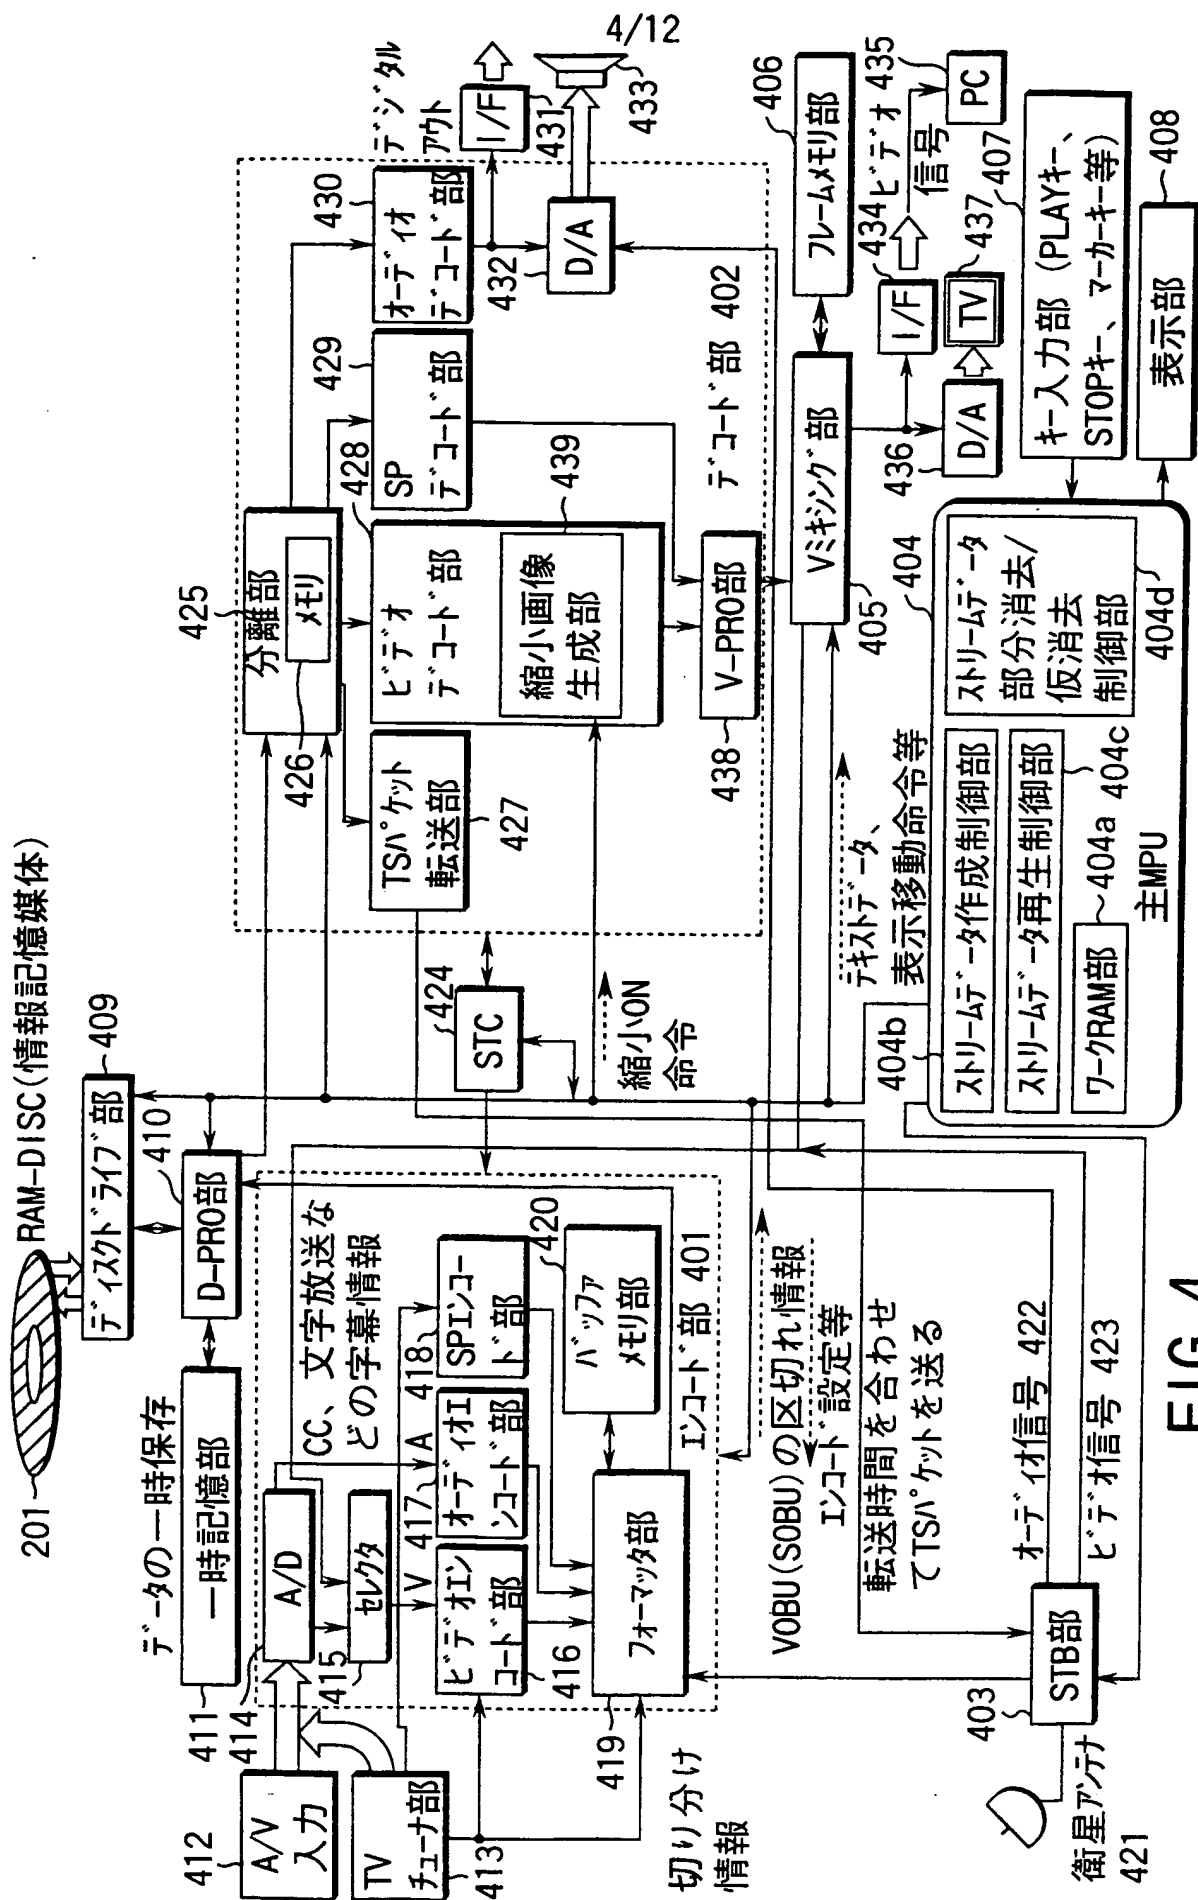 4/12
RAM-DISC(情報記憶媒体)
201
データの一時保存
411
一時記憶部
410
D-PRO部
409
ディスクドライブ部
412
A/V
入力
413
TV
チューナ部
414
A/D
415
セレクタ
CC、文字放送な
どの字幕情報
V
A
416
ビデオエン
コード部
417
オーディオエ
ンコード部
418
SPエンコー
ド部
419
フォーマッタ部
420
バッファ
メモリ部
エンコード部 401
切り分け
情報
424
STC
縮小ON
命令
425
分離部
426
メモリ
427
TSパケット
転送部
428
ビデオ
デコード部
439
縮小画像
生成部
429
SP
デコード部
430
オーディオ
デコード部
432
D/A
438
V-PRO部
デコード部 402
デジタル
アウト
I/F
431
433
405
Vミキシング部
406
フレームメモリ部
434
I/F
ビデオ
信号
435
PC
436
D/A
437
TV
407
キー入力部 (PLAYキー、
STOPキー、マーカーキー等)
408
表示部
VOBU(SOBU)の区切れ情報
エンコード設定等
転送時間を合わせ
てTSパケットを送る
オーディオ信号 422
ビデオ信号 423
テキストデータ、
表示移動命令等
403
STB部
衛星アンテナ
421
404
404b
ストリームデータ作成制御部
ストリームデータ再生制御部
404c
ワークRAM部
404a
主MPU
ストリームデータ
部分消去/
仮消去
制御部
404d
FIG. 4